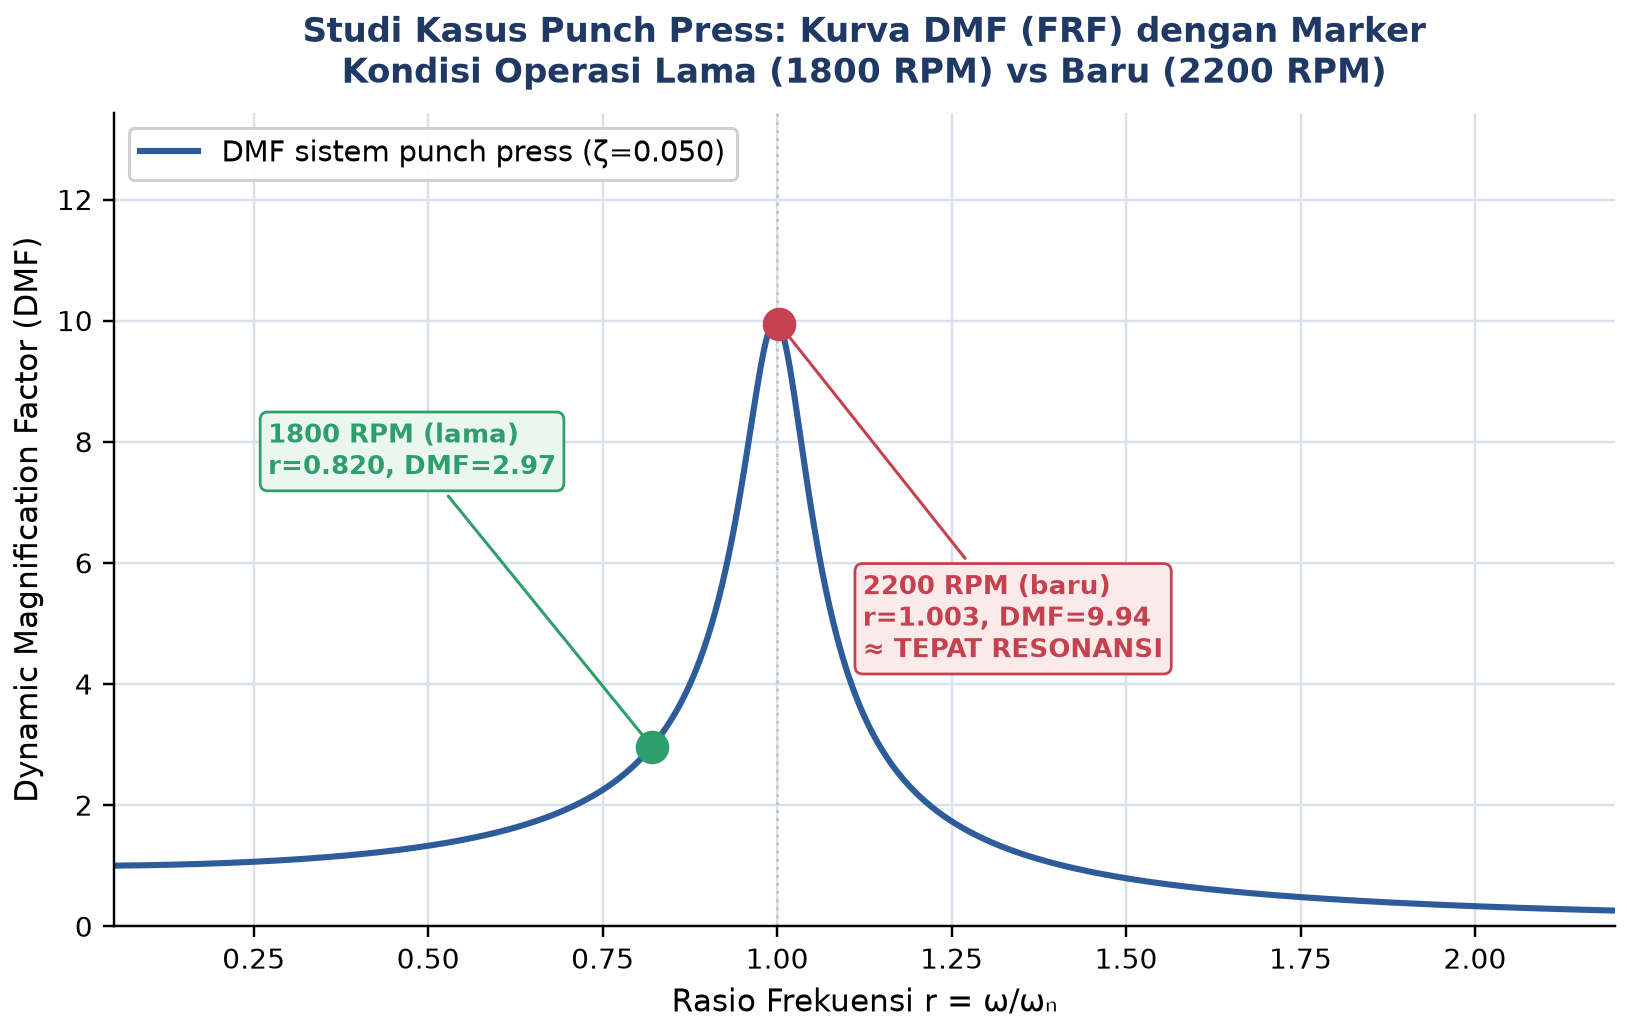 Studi Kasus Punch Press: Kurva DMF (FRF) dengan Marker
Kondisi Operasi Lama (1800 RPM) vs Baru (2200 RPM)
DMF sistem punch press (ζ=0.050)
Dynamic Magnification Factor (DMF)
12
10
8
6
4
2
0
1800 RPM (lama)
r=0.820, DMF=2.97
2200 RPM (baru)
r=1.003, DMF=9.94
≈ TEPAT RESONANSI
0.25 0.50 0.75 1.00 1.25 1.50 1.75 2.00
Rasio Frekuensi r = ω/ωₙ